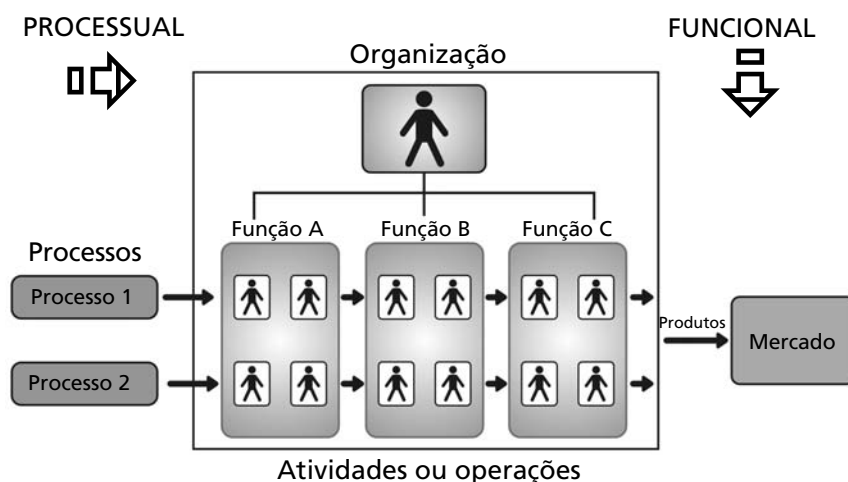 PROCESSUAL
FUNCIONAL
Organização
Função A
Função B
Função C
Processos
Processo 1
Processo 2
Produtos
Mercado
Atividades ou operações